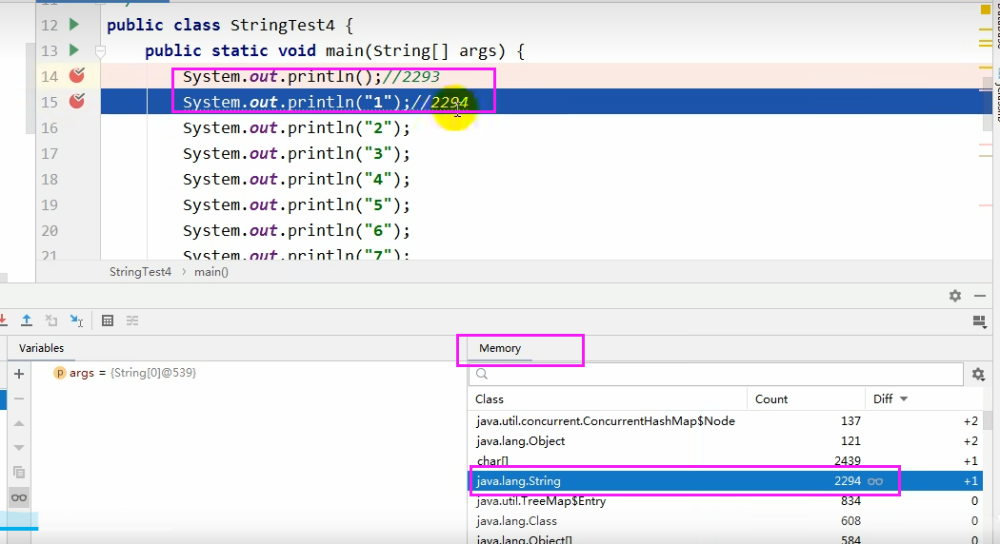 12 public class StringTest4 {
13 public static void main(String[] args) {
14 System.out.println();//2293
15 System.out.println("1");//2294
16 System.out.println("2");
17 System.out.println("3");
18 System.out.println("4");
19 System.out.println("5");
20 System.out.println("6");
21 System.out.println("7");
StringTest4 › main()
Variables
Memory
p args = {String[0]@539}
Class Count Diff
java.util.concurrent.ConcurrentHashMap$Node 137 +2
java.lang.Object 121 +2
char[] 2439 +1
java.lang.String 2294 +1
java.util.TreeMap$Entry 834 0
java.lang.Class 608 0
java.lang.Object[] 584 0